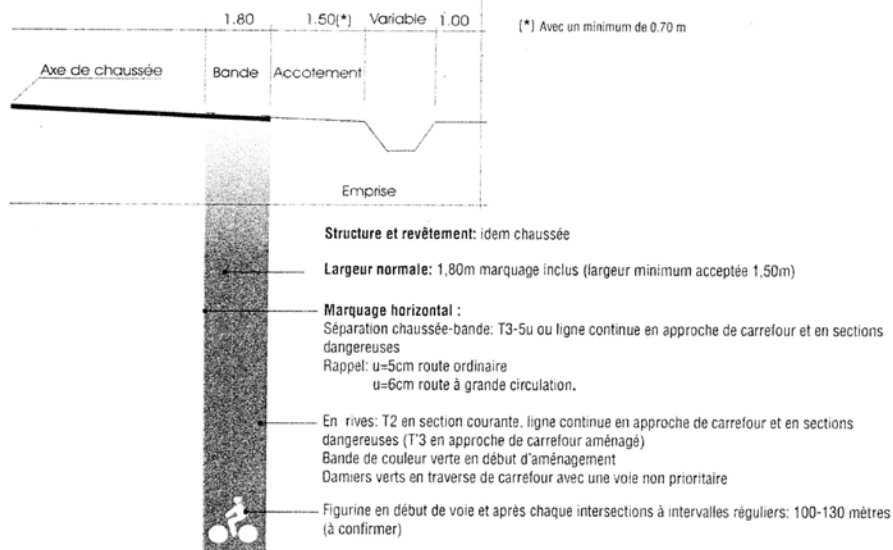 1.80 1.50(*) Variable 1.00
(*) Avec un minimum de 0.70 m
Axe de chaussée Bande Accotement
Emprise
Structure et revêtement: idem chaussée
Largeur normale: 1,80m marquage inclus (largeur minimum acceptée 1,50m)
Marquage horizontal :
Séparation chaussée-bande: T3-5u ou ligne continue en approche de carrefour et en sections
dangereuses
Rappel: u=5cm route ordinaire
u=6cm route à grande circulation.
En rives: T2 en section courante, ligne continue en approche de carrefour et en sections
dangereuses (T'3 en approche de carrefour aménagé)
Bande de couleur verte en début d'aménagement
Damiers verts en traverse de carrefour avec une voie non prioritaire
Figurine en début de voie et après chaque intersections à intervalles réguliers: 100-130 mètres
(à confirmer)